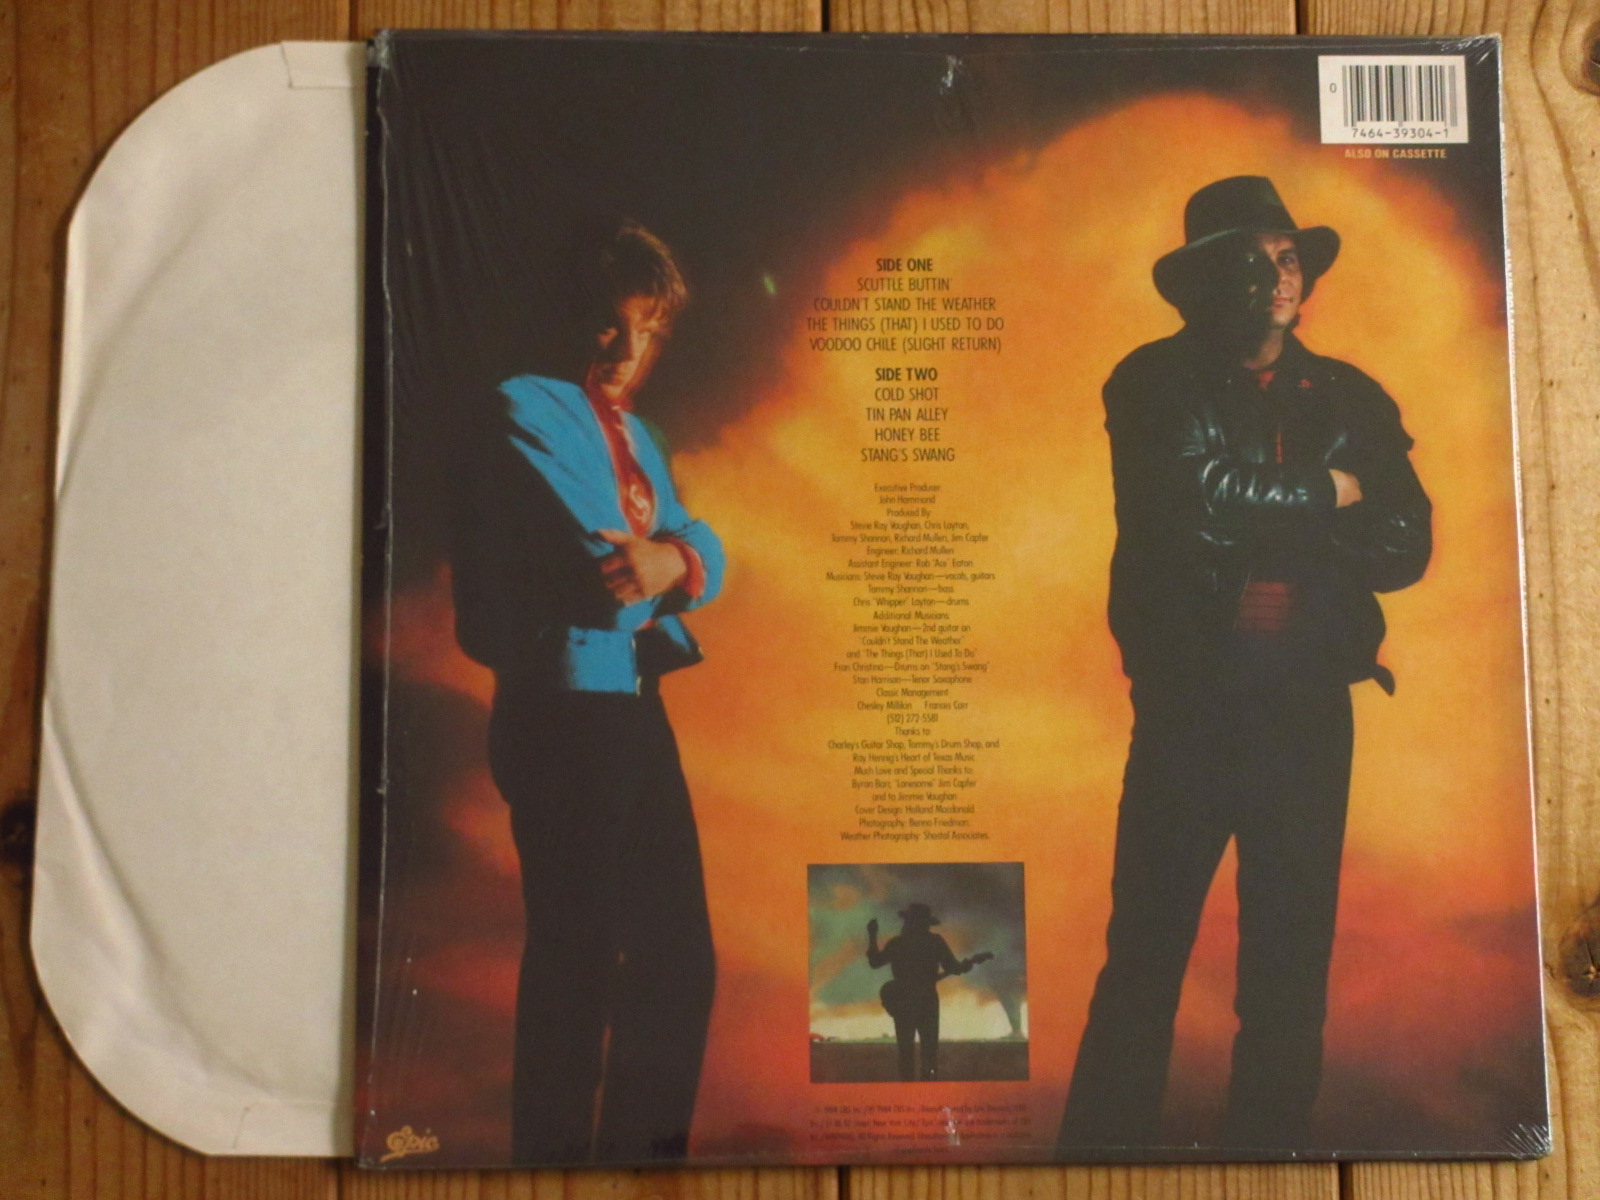 0
7464-39304-1
ALSO ON CASSETTE
SIDE ONE
SCUTTLE BUTTIN'
COULDN'T STAND THE WEATHER
THE THINGS (THAT) I USED TO DO
VOODOO CHILE (SLIGHT RETURN)
SIDE TWO
COLD SHOT
TIN PAN ALLEY
HONEY BEE
STANG'S SWANG
Executive Producer:
John Hammond
Produced By
Stevie Ray Vaughan, Chris Layton,
Tommy Shannon, Richard Mullen, Jim Capfer
Engineer: Richard Mullen
Assistant Engineer: Rob "Ace" Eaton
Musicians: Stevie Ray Vaughan—vocals, guitars
Tommy Shannon—bass
Chris "Whipper" Layton—drums
Additional Musicians:
Jimmie Vaughan—2nd guitar on
"Couldn't Stand The Weather"
and "The Things (That) I Used To Do"
Fran Christina—Drums on "Stang's Swang"
Stan Harrison—Tenor Saxophone
Classic Management
Chesley Millikin Frances Carr
(512) 272-5581
Thanks to:
Charley's Guitar Shop, Tommy's Drum Shop, and
Ray Hennig's Heart of Texas Music.
Much Love and Special Thanks to:
Byron Barr, "Lonesome" Jim Capfer
and to Jimmie Vaughan
Cover Design: Holland Macdonald
Photography: Benno Friedman
Weather Photography: Shostal Associates.
Epic